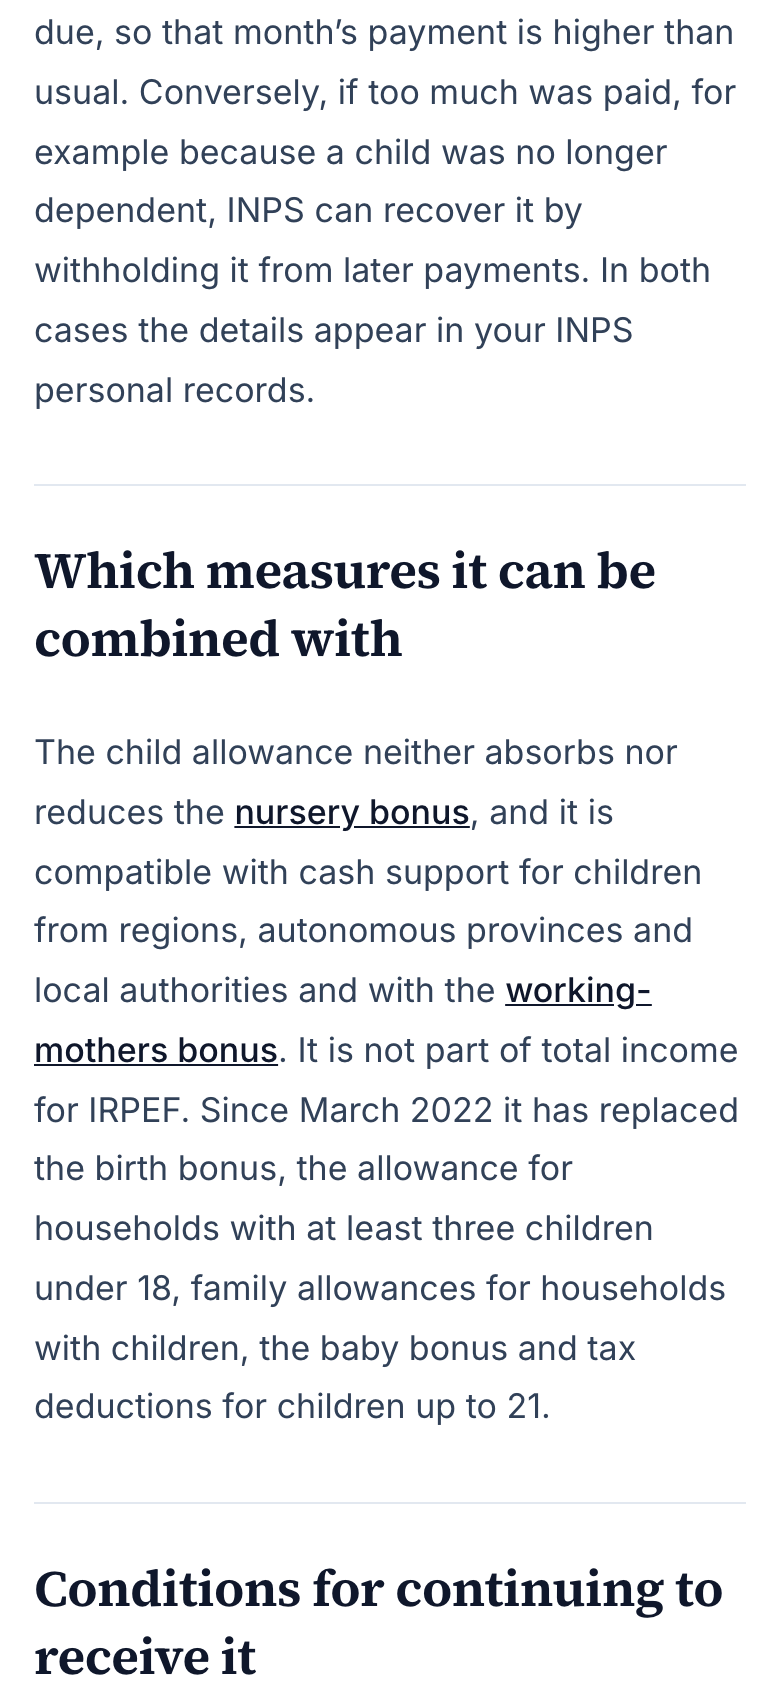 due, so that month’s payment is higher than
usual. Conversely, if too much was paid, for
example because a child was no longer
dependent, INPS can recover it by
withholding it from later payments. In both
cases the details appear in your INPS
personal records.
Which measures it can be
combined with
The child allowance neither absorbs nor
reduces the nursery bonus, and it is
compatible with cash support for children
from regions, autonomous provinces and
local authorities and with the working-
mothers bonus. It is not part of total income
for IRPEF. Since March 2022 it has replaced
the birth bonus, the allowance for
households with at least three children
under 18, family allowances for households
with children, the baby bonus and tax
deductions for children up to 21.
Conditions for continuing to
receive it